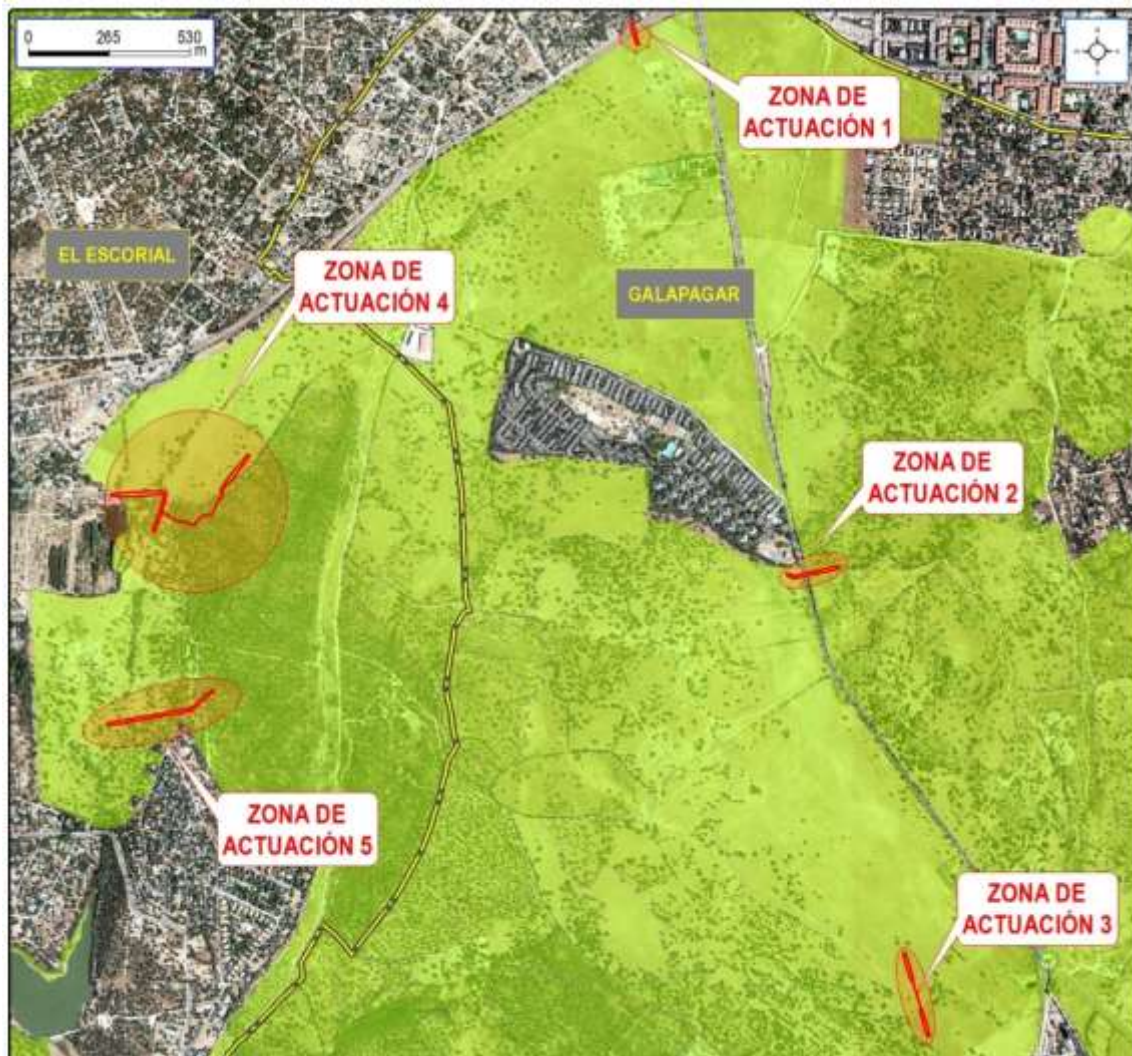 0 265 530
m
ZONA DE
ACTUACIÓN 1
EL ESCORIAL
ZONA DE
ACTUACIÓN 4
GALAPAGAR
ZONA DE
ACTUACIÓN 2
ZONA DE
ACTUACIÓN 5
ZONA DE
ACTUACIÓN 3